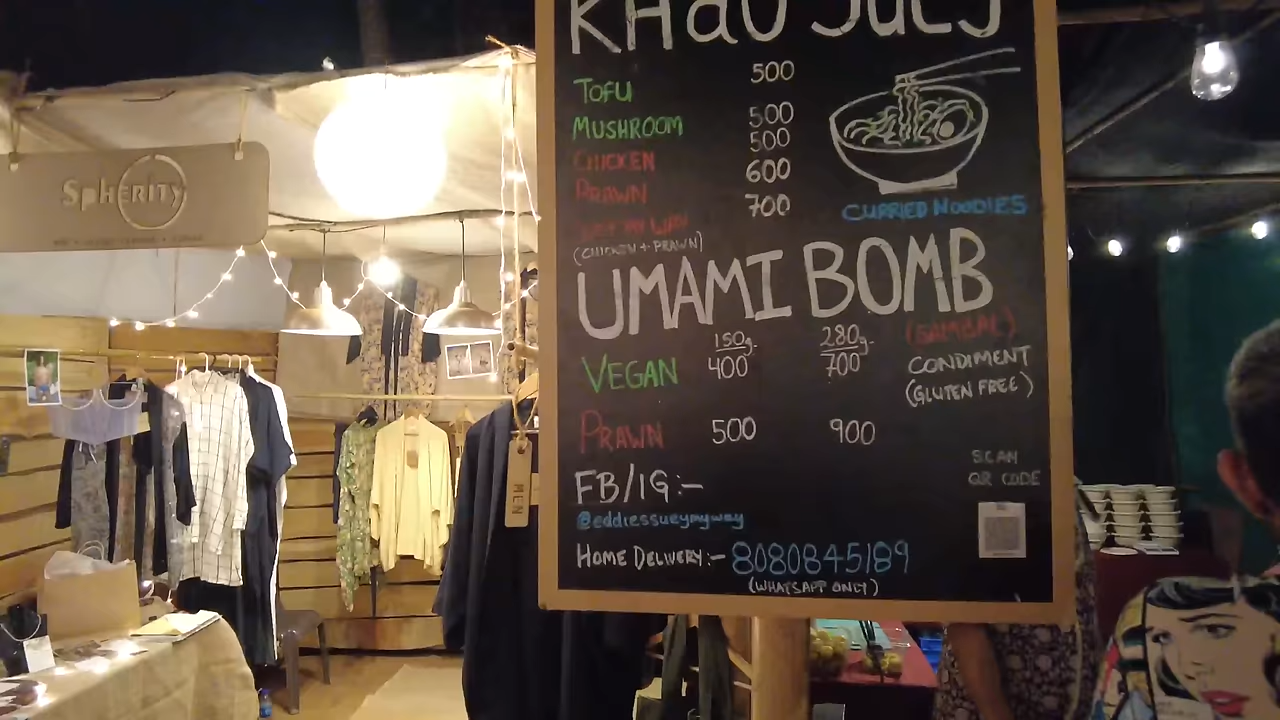 KHaO SUEY
TOFU 500
MUSHROOM 500
CHICKEN 500
PRAWN 600
700
(CHICKEN + PRAWN)
CURRIED NOODLES
UMAMI BOMB
(SAMBAL)
CONDIMENT
(GLUTEN FREE)
150g. 280g.
VEGAN 400 700
PRAWN 500 900
FB/IG:-
@eddiessueymyway
SCAN
QR CODE
HOME DELIVERY:- 8080845189
(WHATSAPP ONLY)
SpHERITY
MEN